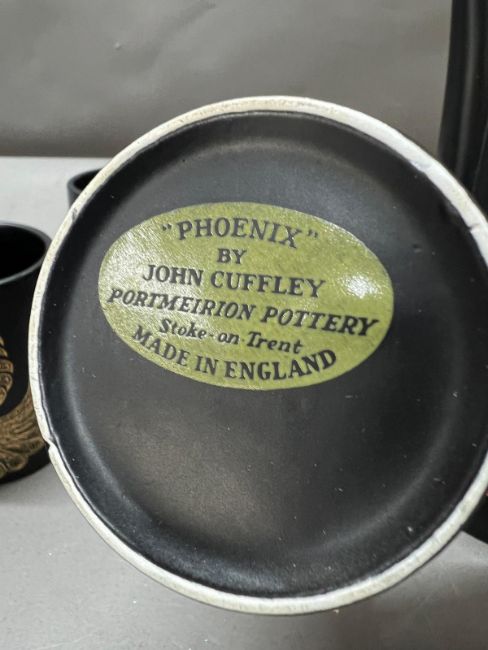 "PHOENIX"
BY
JOHN CUFFLEY
PORTMEIRION POTTERY
Stoke-on-Trent
MADE IN ENGLAND